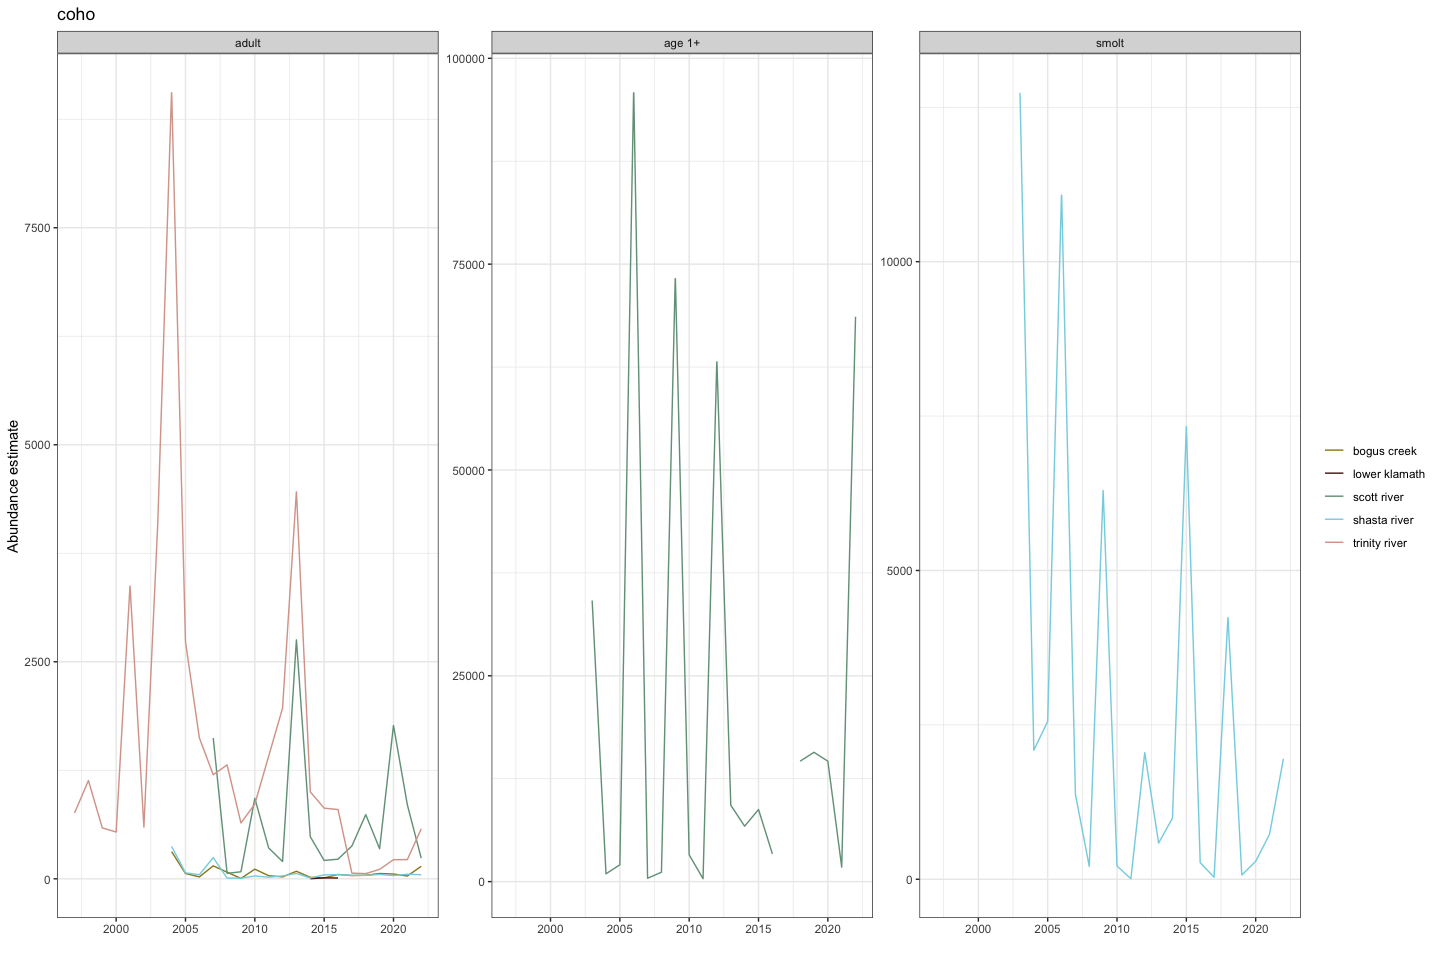 coho
adult
age 1+
smolt
Abundance estimate
7500
5000
2500
0
2000 2005 2010 2015 2020
100000
75000
50000
25000
0
2000 2005 2010 2015 2020
10000
5000
0
2000 2005 2010 2015 2020
bogus creek
lower klamath
scott river
shasta river
trinity river